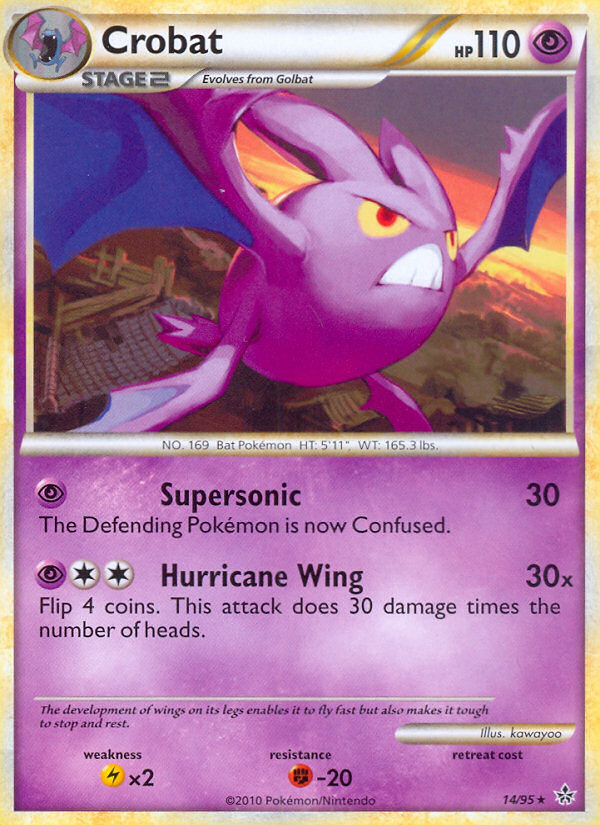 Crobat
HP110
STAGE 2 Evolves from Golbat
NO. 169 Bat Pokémon HT: 5'11" WT: 165.3 lbs.
Supersonic 30
The Defending Pokémon is now Confused.
Hurricane Wing 30x
Flip 4 coins. This attack does 30 damage times the
number of heads.
The development of wings on its legs enables it to fly fast but also makes it tough
to stop and rest.
Illus. kawayoo
weakness resistance retreat cost
x2 -20
©2010 Pokémon/Nintendo 14/95★